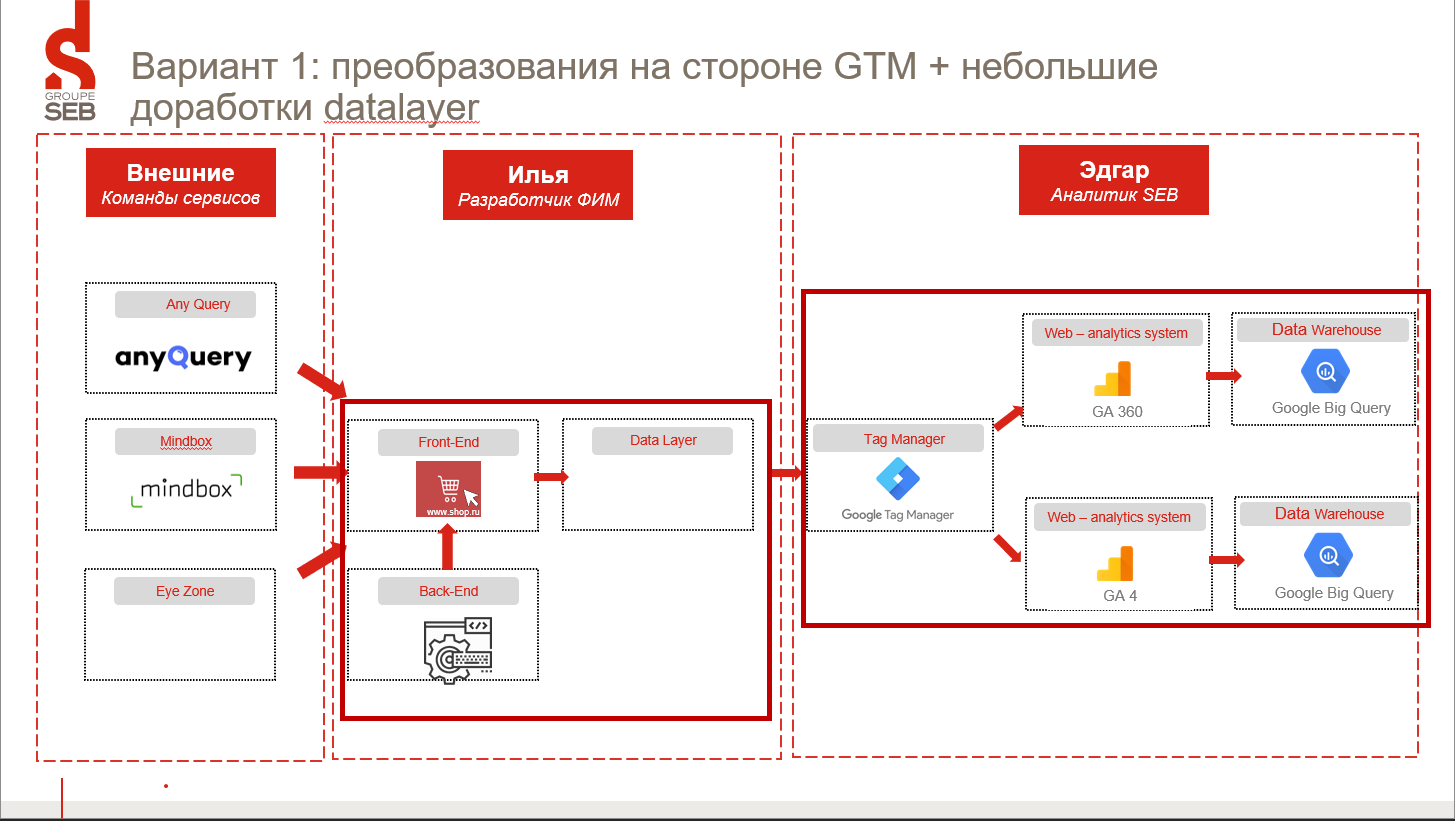 GROUPE
SEB
Вариант 1: преобразования на стороне GTM + небольшие
доработки datalayer
Внешние
Команды сервисов
Илья
Разработчик ФИМ
Эдгар
Аналитик SEB
Any Query
anyQuery
Mindbox
mindbox
Eye Zone
Front-End
www.shop.ru
Data Layer
Back-End
Tag Manager
Google Tag Manager
Web – analytics system
GA 360
Data Warehouse
Google Big Query
Web – analytics system
GA 4
Data Warehouse
Google Big Query